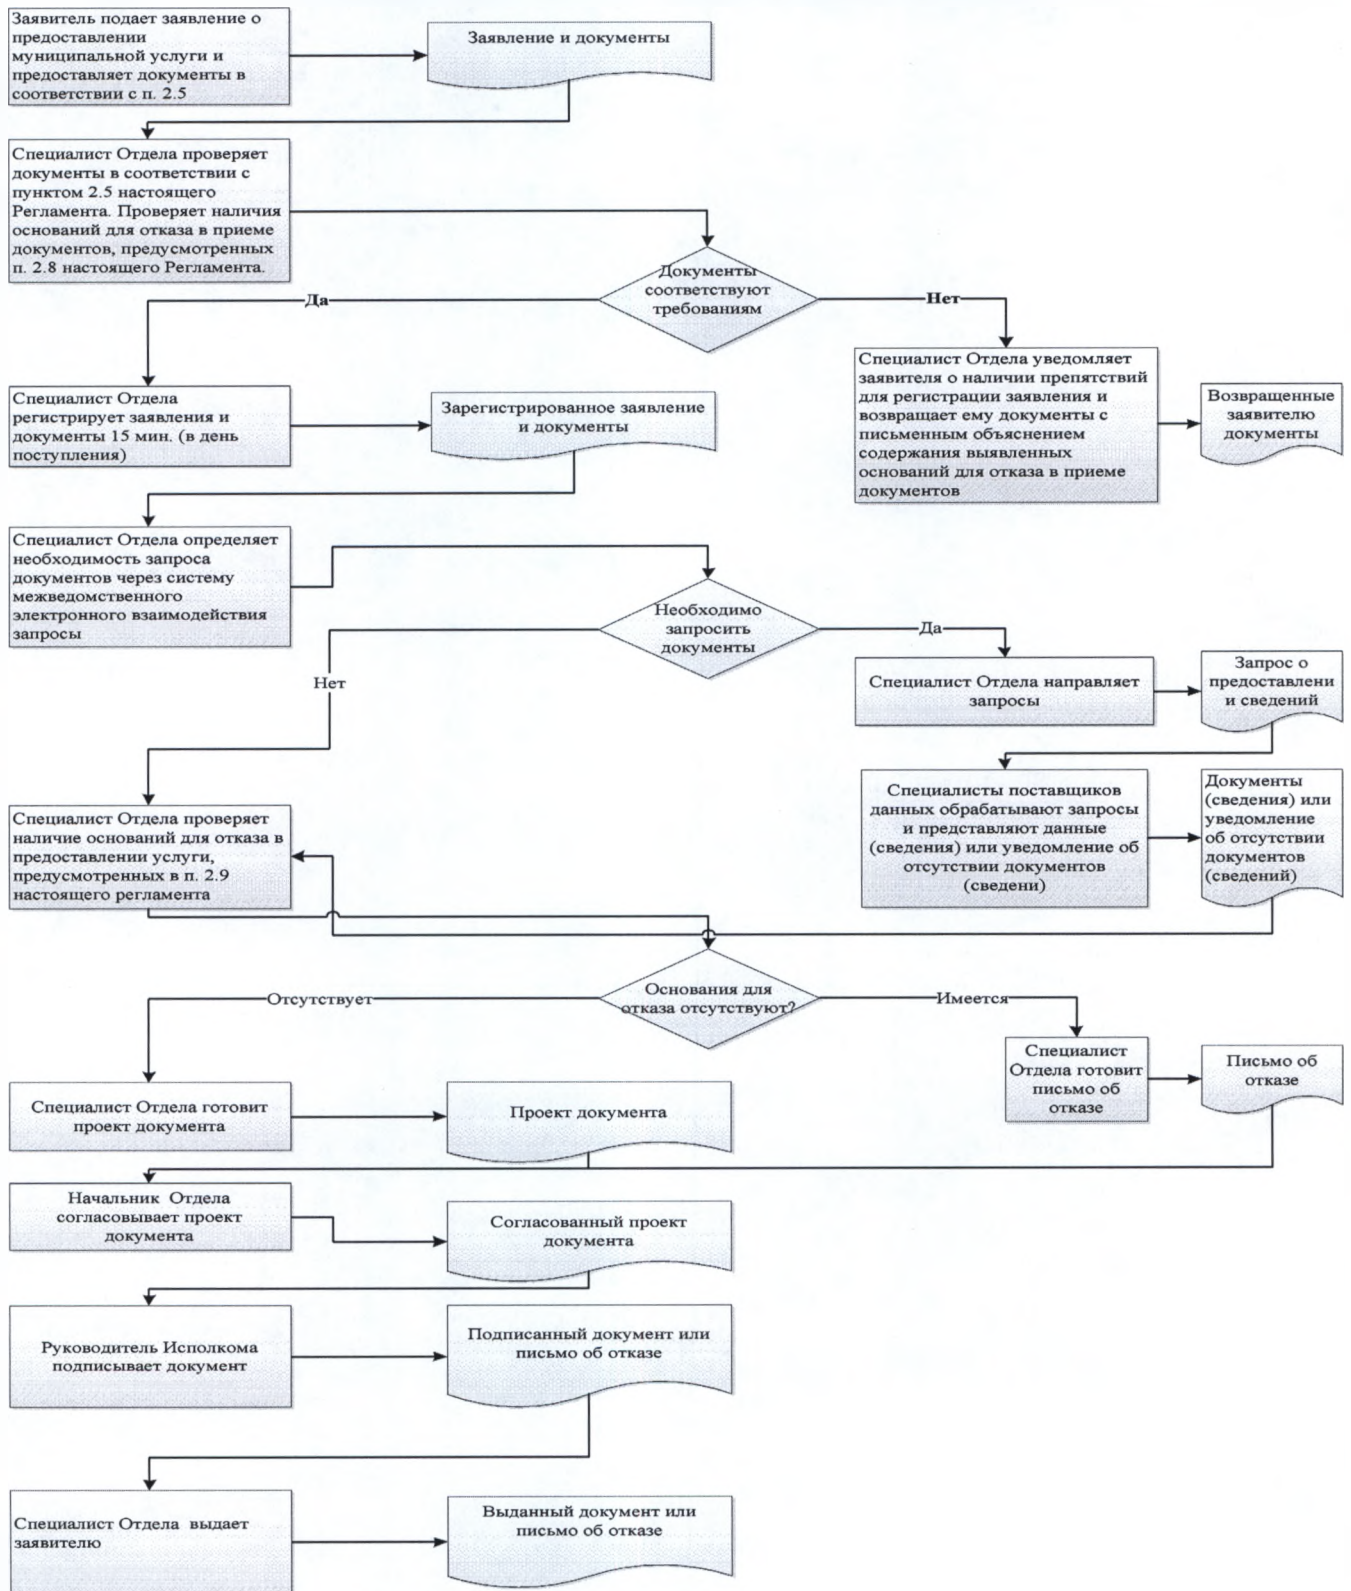 Заявитель подает заявление о
предоставлении
муниципальной услуги и
предоставляет документы в
соответствии с п. 2.5
Заявление и документы
Специалист Отдела проверяет
документы в соответствии с
пунктом 2.5 настоящего
Регламента. Проверяет наличия
оснований для отказа в приеме
документов, предусмотренных
п. 2.8 настоящего Регламента.
Документы
соответствуют
требованиям
Да
Нет
Специалист Отдела
регистрирует заявления и
документы 15 мин. (в день
поступления)
Зарегистрированное заявление
и документы
Специалист Отдела уведомляет
заявителя о наличии препятствий
для регистрации заявления и
возвращает ему документы с
письменным объяснением
содержания выявленных
оснований для отказа в приеме
документов
Возвращенные
заявителю
документы
Специалист Отдела определяет
необходимость запроса
документов через систему
межведомственного
электронного взаимодействия
запросы
Необходимо
запросить
документы
Да
Нет
Специалист Отдела направляет
запросы
Запрос о
предоставлени
и сведений
Специалисты поставщиков
данных обрабатывают запросы
и представляют данные
(сведения) или уведомление об
отсутствии документов
(сведени)
Документы
(сведения) или
уведомление
об отсутствии
документов
(сведений)
Специалист Отдела проверяет
наличие оснований для отказа в
предоставлении услуги,
предусмотренных в п. 2.9
настоящего регламента
Основания для
отказа отсутствуют?
Отсутствует
Имеется
Специалист
Отдела готовит
письмо об
отказе
Письмо об
отказе
Специалист Отдела готовит
проект документа
Проект документа
Начальник Отдела
согласовывает проект
документа
Согласованный проект
документа
Руководитель Исполкома
подписывает документ
Подписанный документ или
письмо об отказе
Специалист Отдела выдает
заявителю
Выданный документ или
письмо об отказе